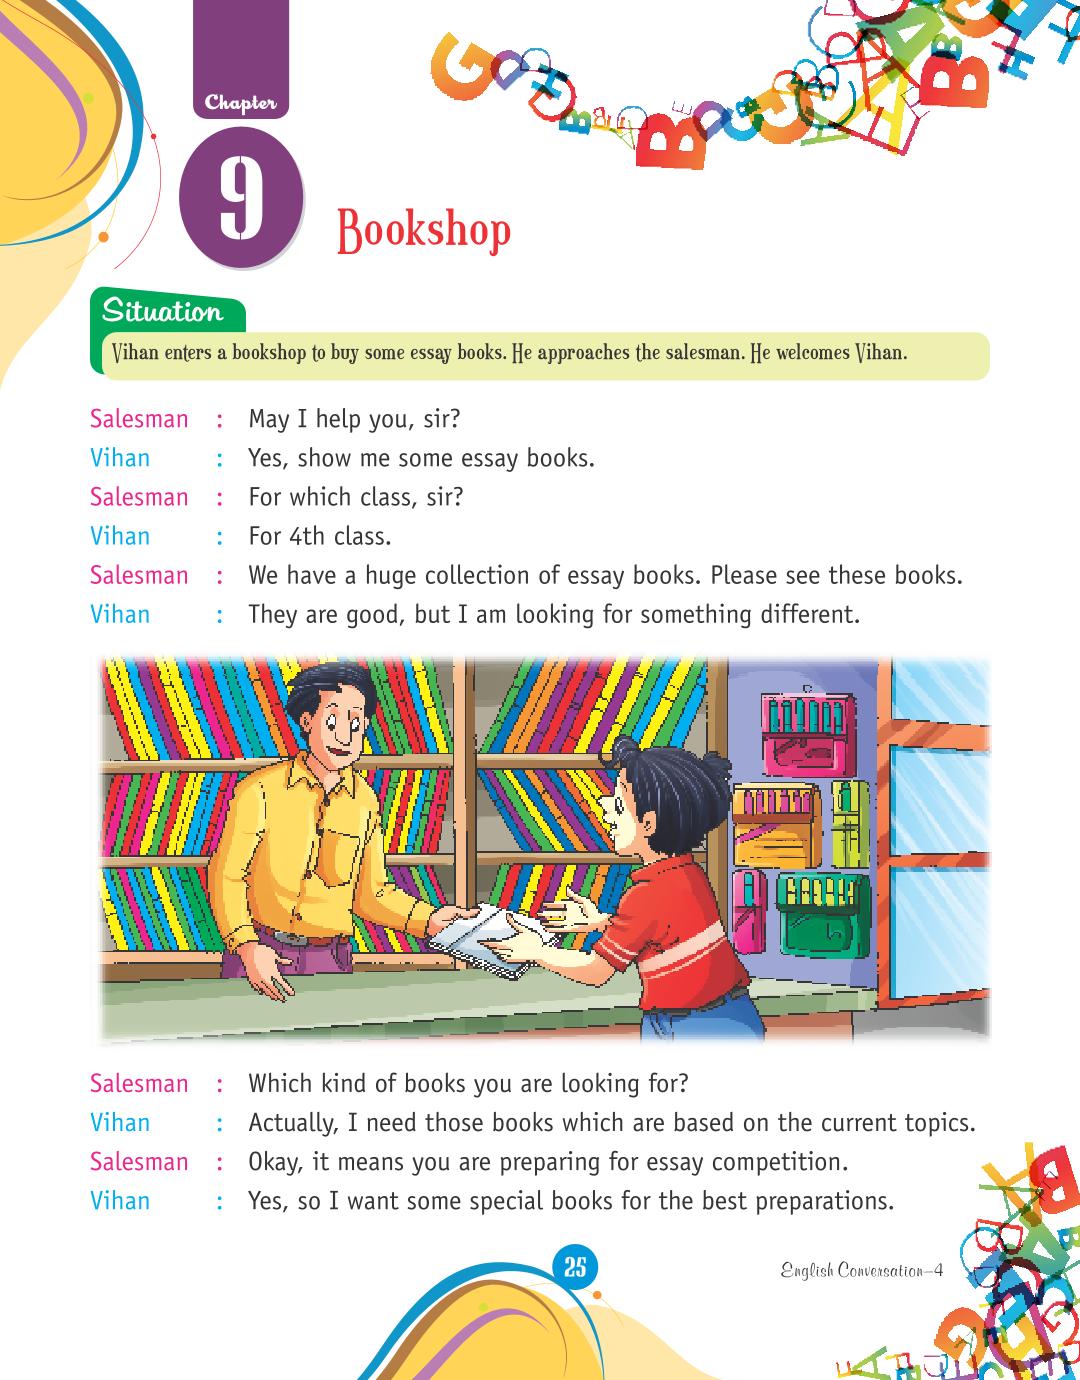 Chapter
9
Bookshop
Situation
Vihan enters a bookshop to buy some essay books. He approaches the salesman. He welcomes Vihan.
Salesman : May I help you, sir?
Vihan : Yes, show me some essay books.
Salesman : For which class, sir?
Vihan : For 4th class.
Salesman : We have a huge collection of essay books. Please see these books.
Vihan : They are good, but I am looking for something different.
Salesman : Which kind of books you are looking for?
Vihan : Actually, I need those books which are based on the current topics.
Salesman : Okay, it means you are preparing for essay competition.
Vihan : Yes, so I want some special books for the best preparations.
25
English Conversation–4